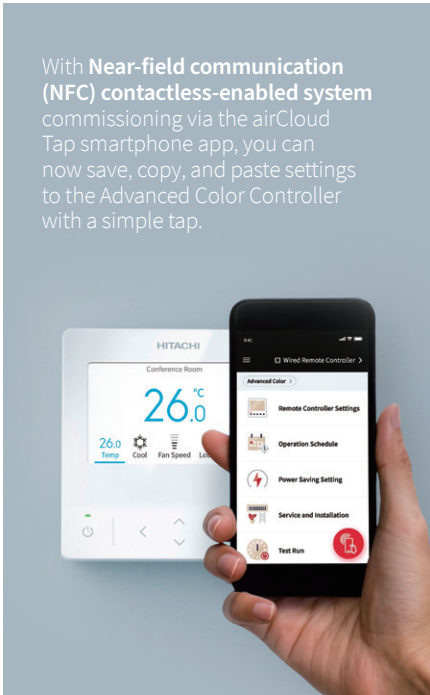 With Near-field communication
(NFC) contactless-enabled system
commissioning via the airCloud
Tap smartphone app, you can
now save, copy, and paste settings
to the Advanced Color Controller
with a simple tap.
HITACHI
Conference Room
26.0 °C
26.0
Temp
Cool
Fan Speed
9:41
Wired Remote Controller >
Advanced Color >
Remote Controller Settings
Operation Schedule
Power Saving Setting
Service and Installation
Test Run